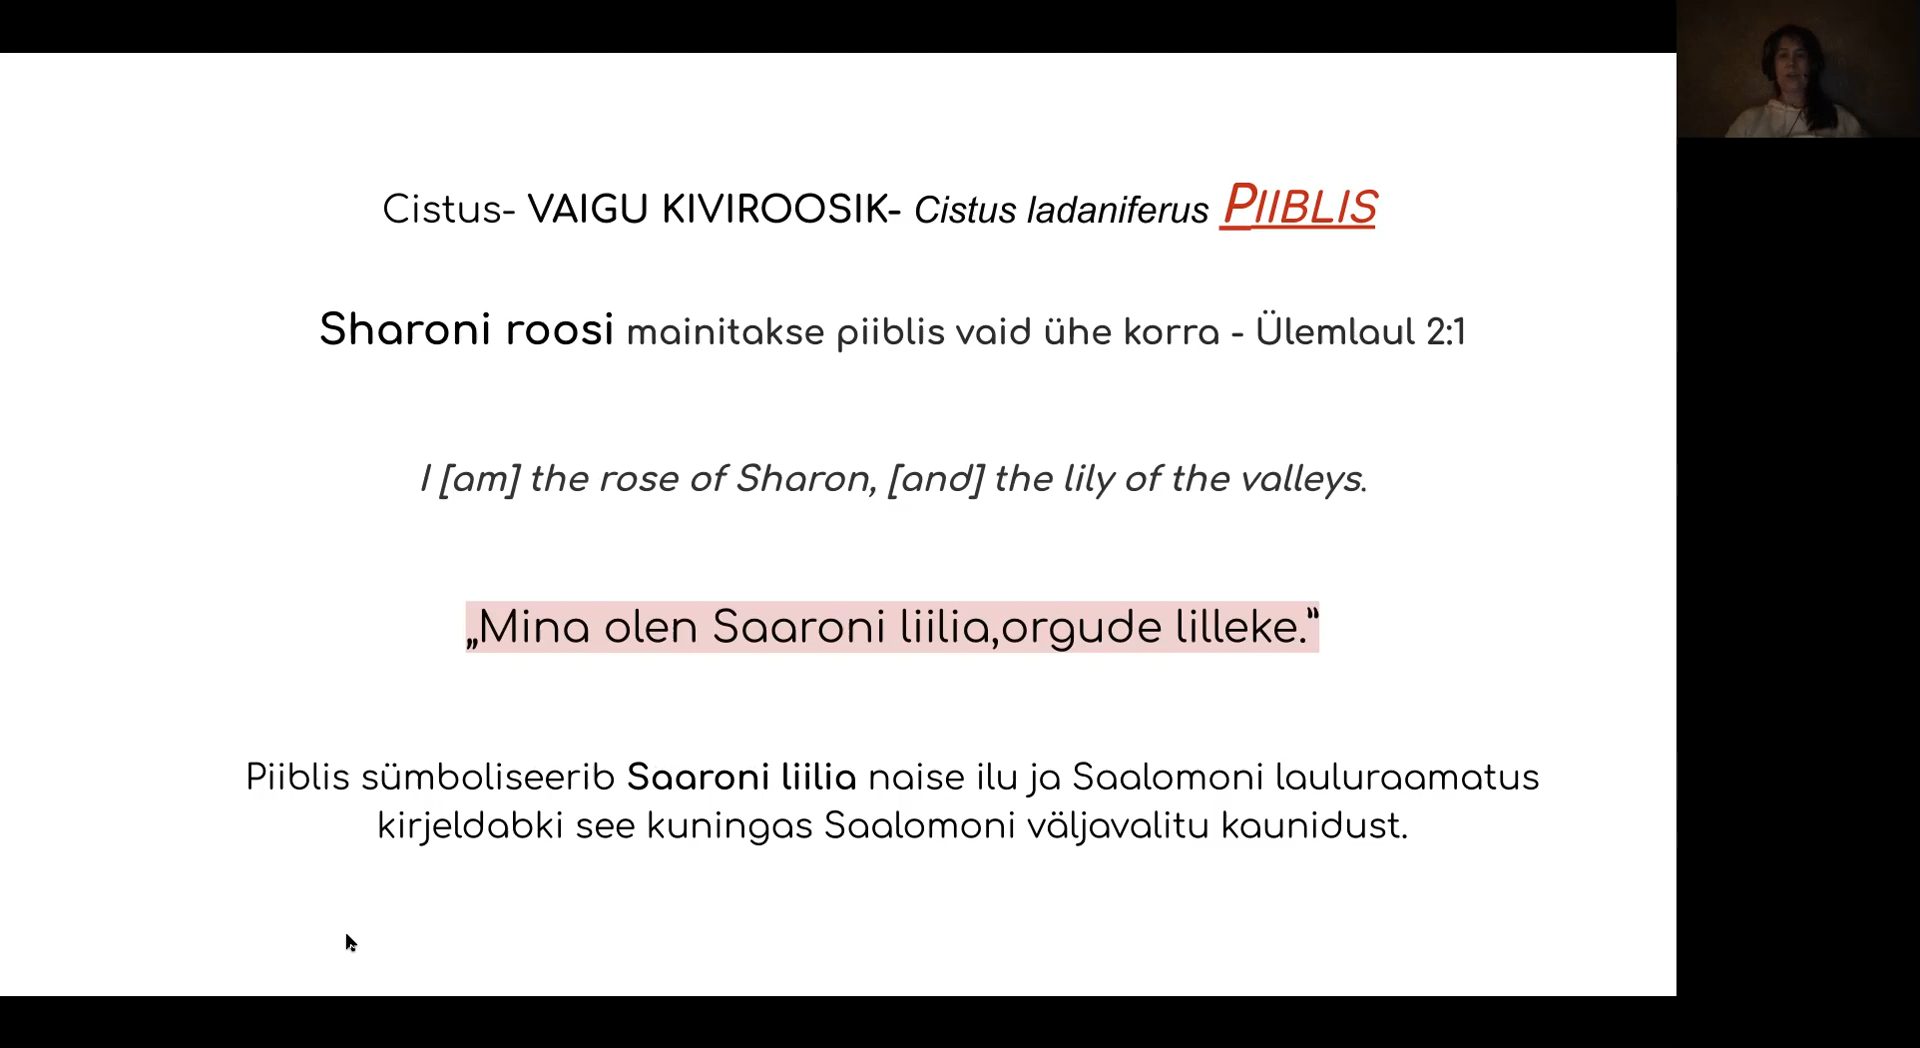 Cistus- VAIGU KIVIROOSIK- Cistus ladaniferus PIIBLIS
Sharoni roosi mainitakse piiblis vaid ühe korra - Ülemlaul 2:1
I [am] the rose of Sharon, [and] the lily of the valleys.
„Mina olen Saaroni liilia,orgude lilleke.“
Piiblis sümboliseerib Saaroni liilia naise ilu ja Saalomoni lauluraamatus
kirjeldabki see kuningas Saalomoni väljavalitu kaunidust.